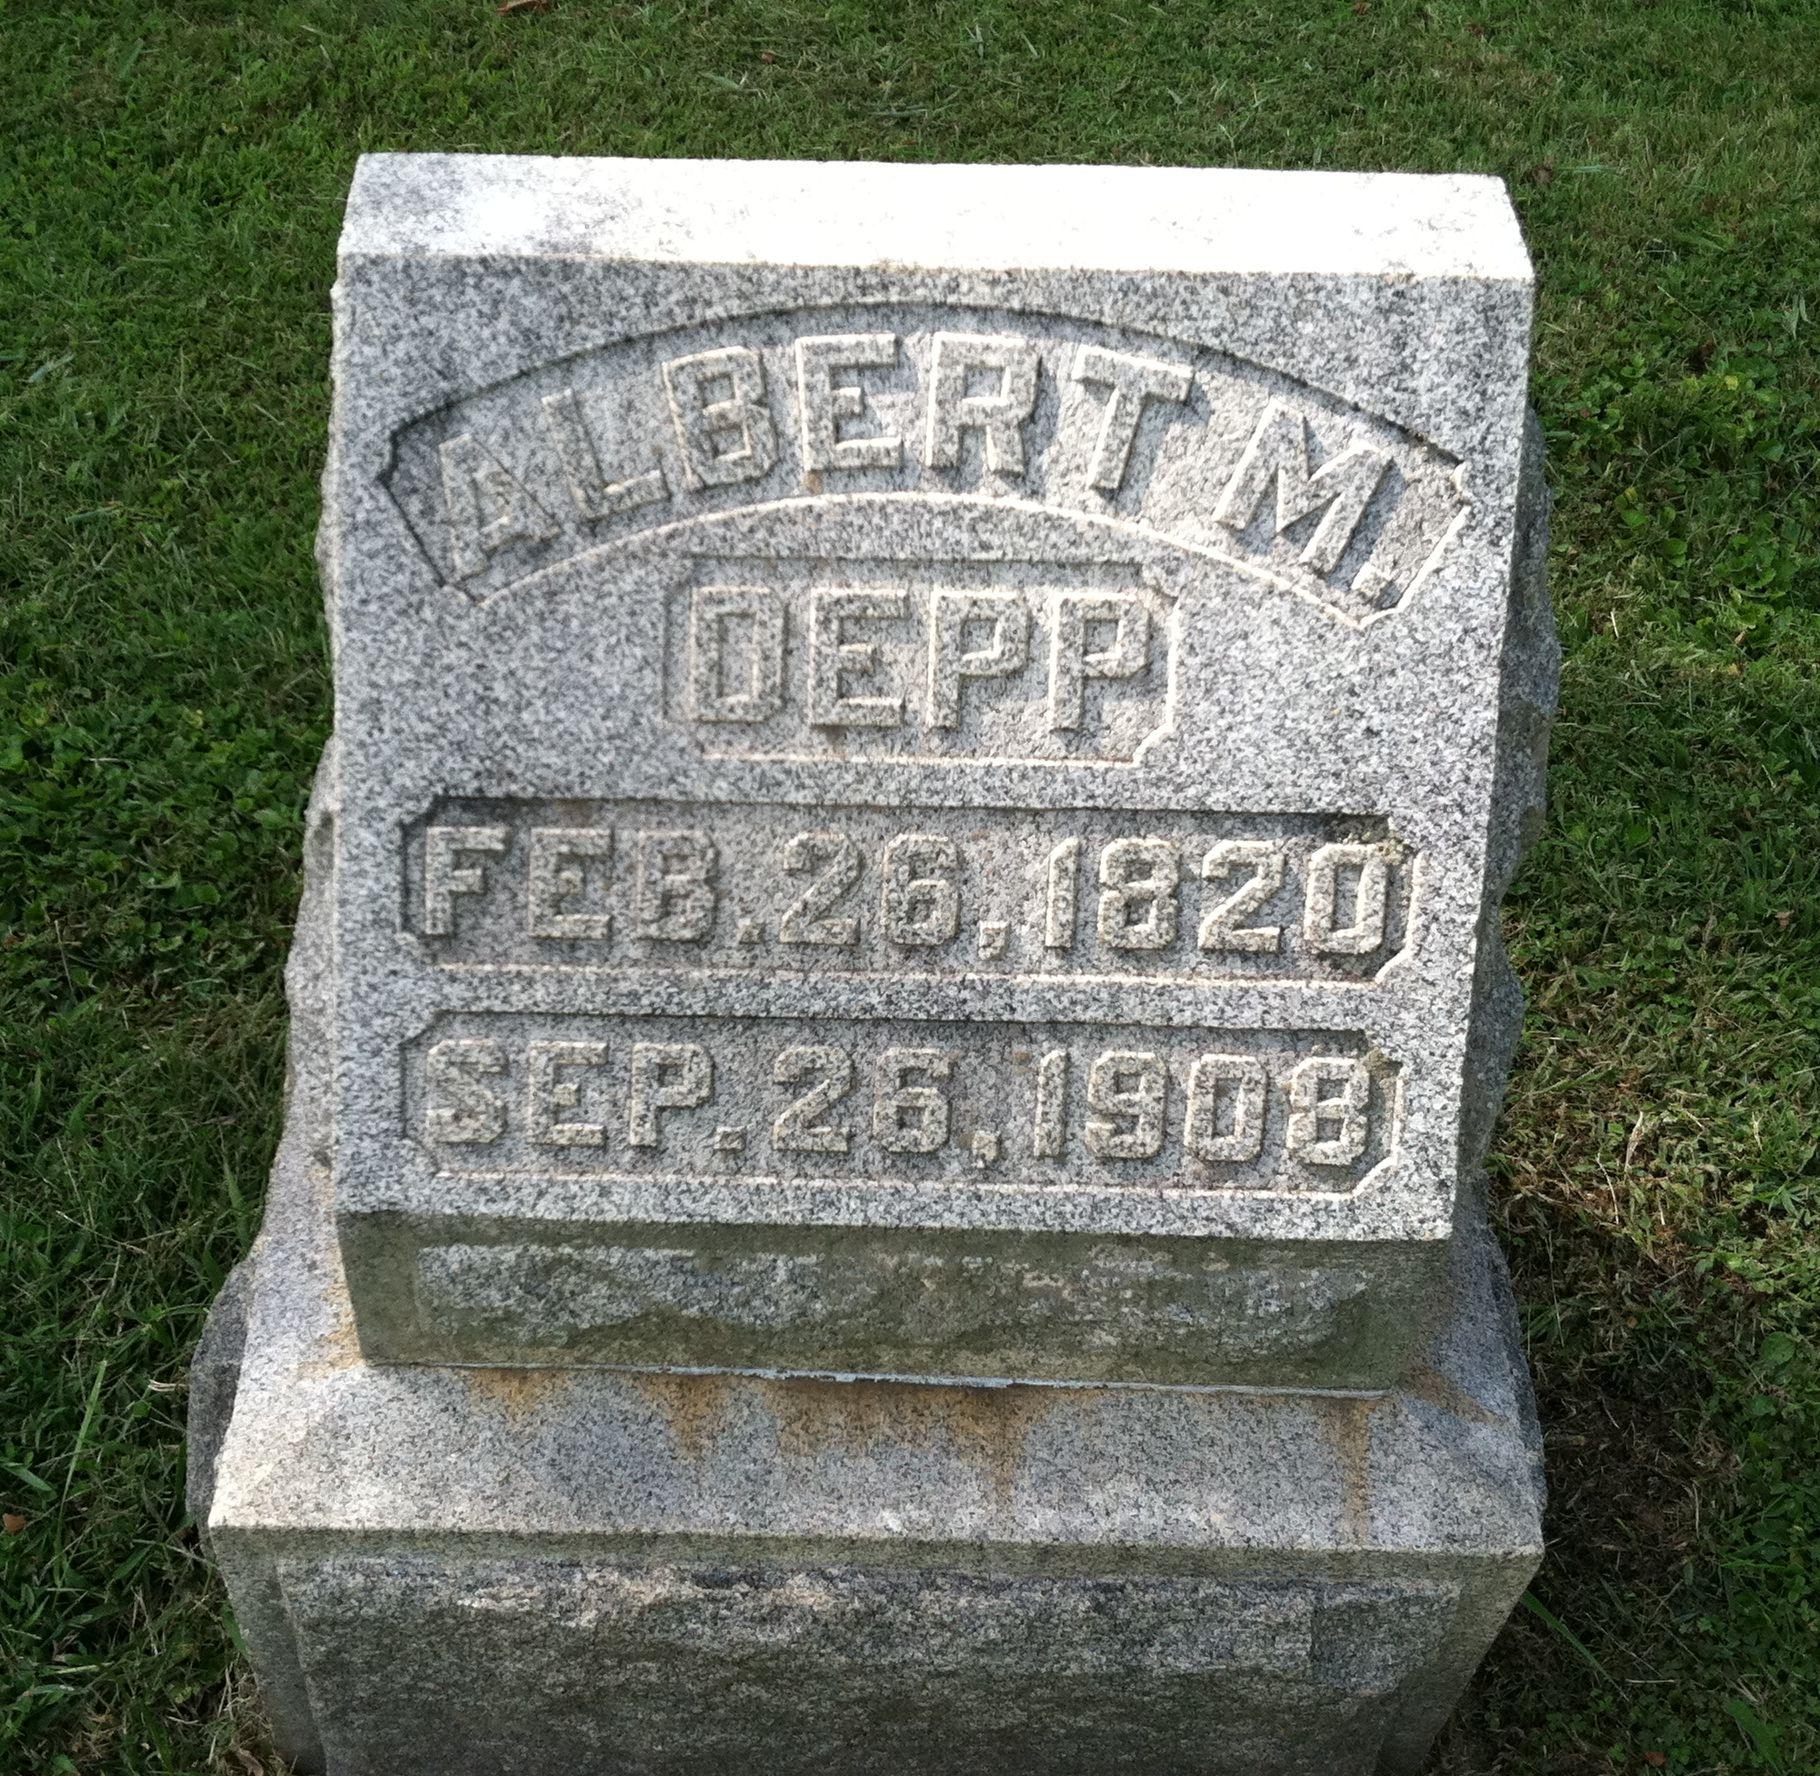 ALBERT M.
DEPP
FEB. 26, 1820
SEP. 26, 1908